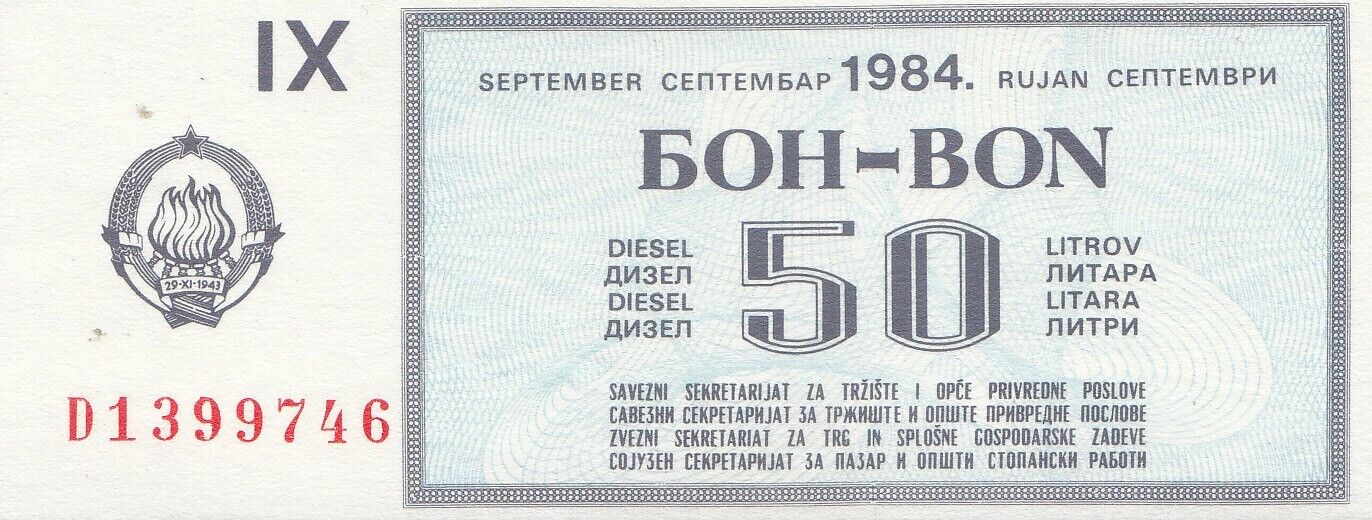 IX
SEPTEMBER СЕПТЕМБАР 1984. RUJAN СЕПТЕМВРИ
БОН-BON
DIESEL
ДИЗЕЛ
DIESEL
ДИЗЕЛ
50
LITROV
ЛИТАРА
LITARA
ЛИТРИ
29-XI-1943
D1399746
SAVEZNI SEKRETARIJAT ZA TRŽIŠTE I OPĆE PRIVREDNE POSLOVE
САВЕЗНИ СЕКРЕТАРИЈАТ ЗА ТРЖИШТЕ И ОПШТЕ ПРИВРЕДНЕ ПОСЛОВЕ
ZVEZNI SEKRETARIAT ZA TRG IN SPLOŠNE GOSPODARSKE ZADEVE
СОЈУЗЕН СЕКРЕТАРИЈАТ ЗА ПАЗАР И ОПШТИ СТОПАНСКИ РАБОТИ